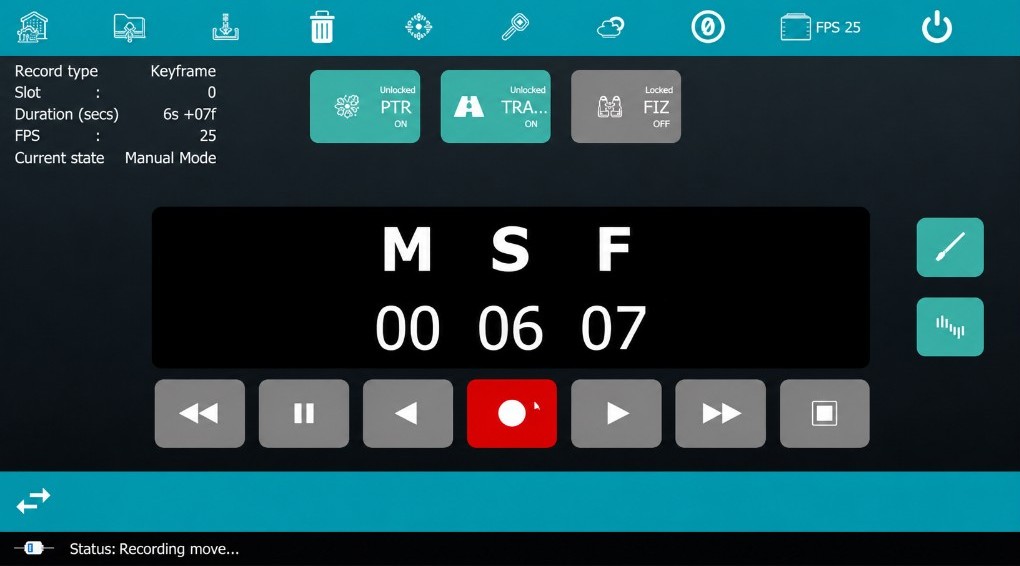 0 FPS 25
Record type Keyframe
Slot : 0
Duration (secs) 6s +07f
FPS : 25
Current state Manual Mode
Unlocked
PTR
ON
Unlocked
TRA...
ON
Locked
FIZ
OFF
M S F
00 06 07
Status: Recording move...